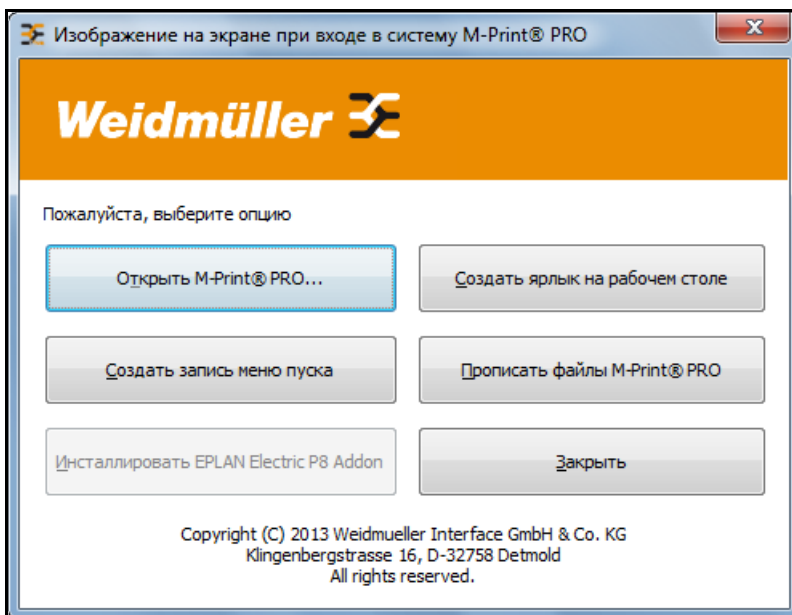 Изображение на экране при входе в систему M-Print® PRO
Weidmüller
Пожалуйста, выберите опцию
Открыть M-Print® PRO...
Создать ярлык на рабочем столе
Создать запись меню пуска
Прописать файлы M-Print® PRO
Инсталлировать EPLAN Electric P8 Addon
Закрыть
Copyright (C) 2013 Weidmueller Interface GmbH & Co. KG
Klingenbergstrasse 16, D-32758 Detmold
All rights reserved.